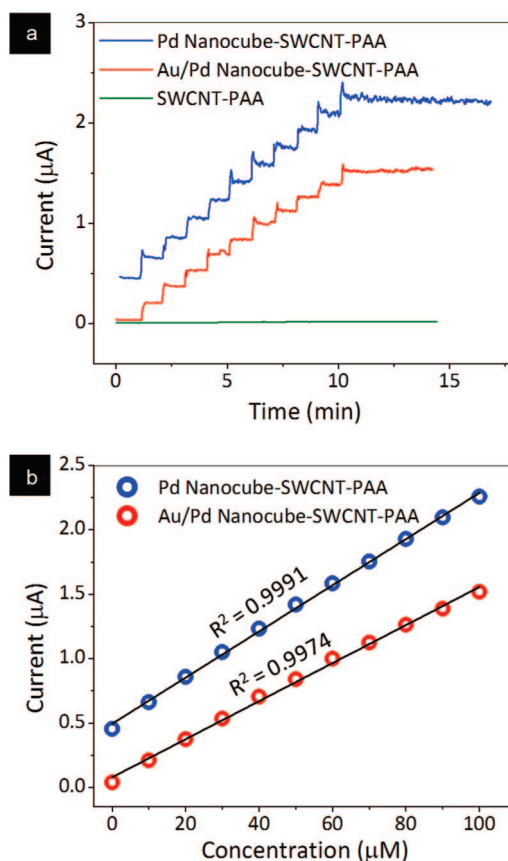 a
Pd Nanocube-SWCNT-PAA
Au/Pd Nanocube-SWCNT-PAA
SWCNT-PAA
Current (μA)
3
2
1
0
0 5 10 15
Time (min)
b
Pd Nanocube-SWCNT-PAA
Au/Pd Nanocube-SWCNT-PAA
R² = 0.9991
R² = 0.9974
Current (μA)
2.5
2.0
1.5
1.0
0.5
0.0
0 20 40 60 80 100
Concentration (μM)